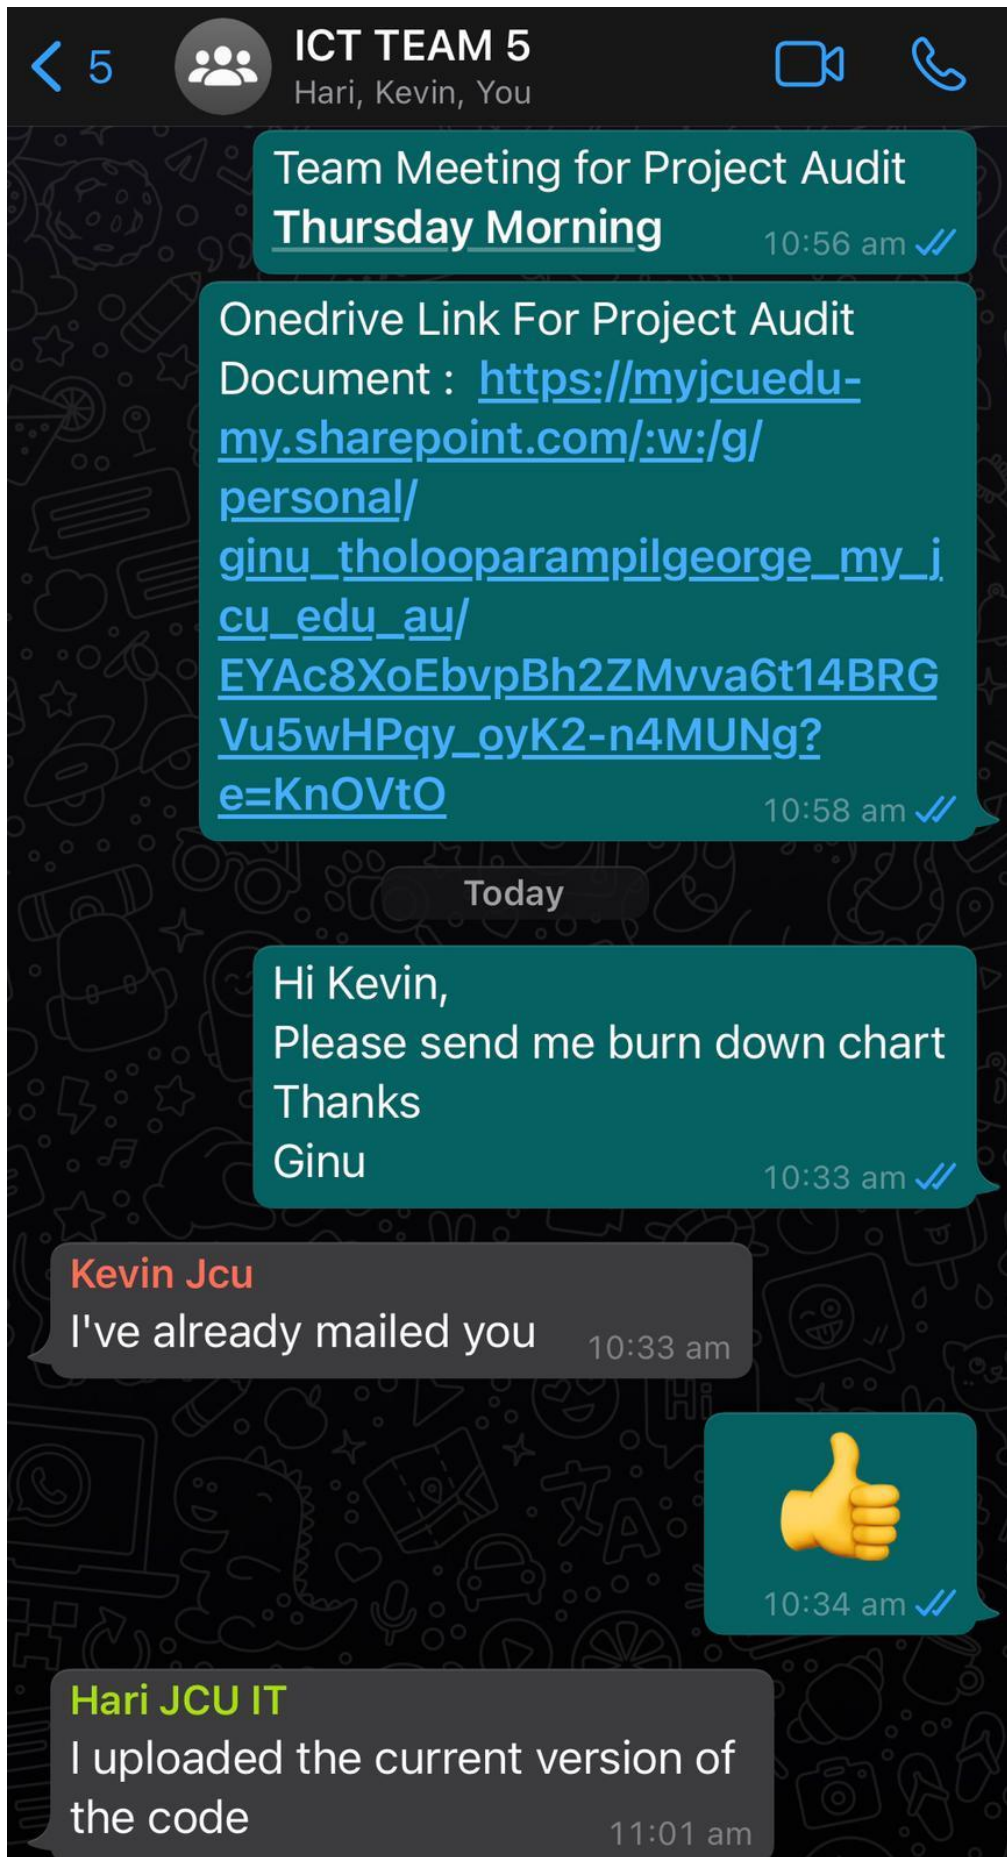 5
ICT TEAM 5
Hari, Kevin, You
Team Meeting for Project Audit
Thursday Morning
10:56 am
Onedrive Link For Project Audit
Document :  https://myjcuedu-
my.sharepoint.com/:w:/g/
personal/
ginu_tholooparampilgeorge_my_j
cu_edu_au/
EYAc8XoEbvpBh2ZMvva6t14BRG
Vu5wHPqy_oyK2-n4MUNg?
e=KnOVtO
10:58 am
Today
Hi Kevin,
Please send me burn down chart
Thanks
Ginu
10:33 am
Kevin Jcu
I've already mailed you
10:33 am
10:34 am
Hari JCU IT
I uploaded the current version of
the code
11:01 am